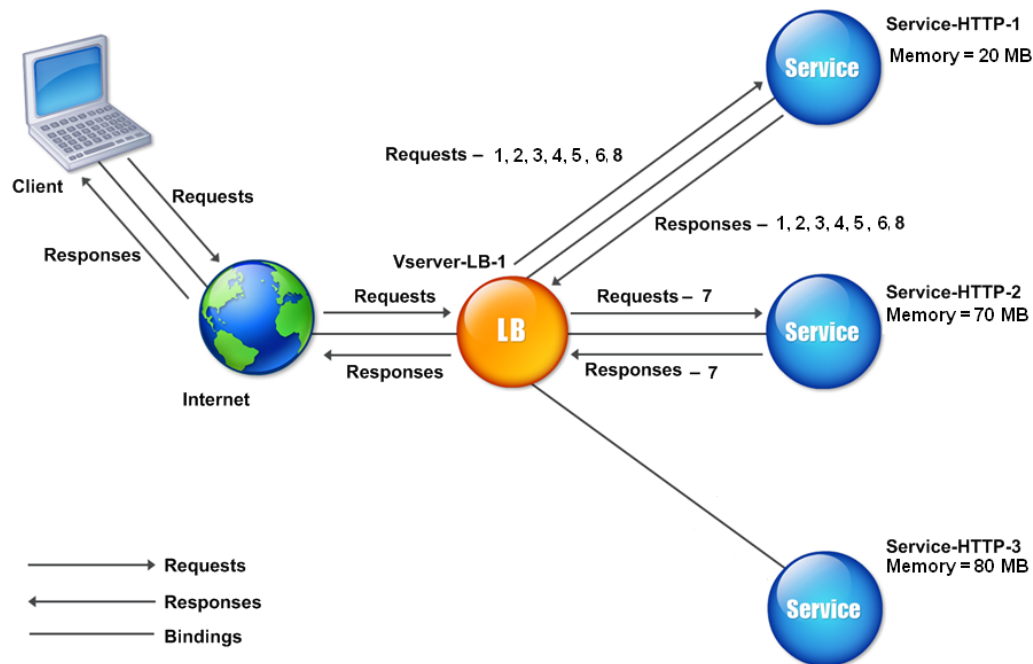 Service-HTTP-1
Memory = 20 MB
Service
Requests – 1, 2, 3, 4, 5 , 6, 8
Client
Requests
Responses
Responses – 1, 2, 3, 4, 5 , 6, 8
Vserver-LB-1
Requests
LB
Responses
Internet
Requests – 7
Responses – 7
Service-HTTP-2
Memory = 70 MB
Service
Service-HTTP-3
Memory = 80 MB
Service
Requests
Responses
Bindings